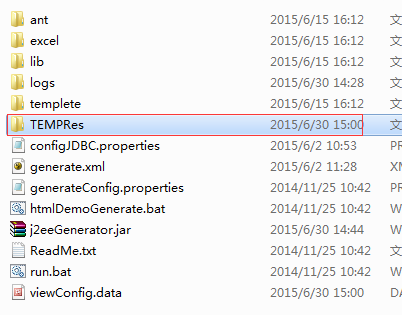 ant 2015/6/15 16:12 文
excel 2015/6/15 16:12 文
lib 2015/6/15 16:12 文
logs 2015/6/30 14:28 文
templete 2015/6/15 16:12 文
TEMPRes 2015/6/30 15:00 文
configJDBC.properties 2015/6/2 10:53 PR
generate.xml 2015/6/2 11:28 XM
generateConfig.properties 2014/11/25 10:42 PR
htmlDemoGenerate.bat 2014/11/25 10:42 W
j2eeGenerator.jar 2015/6/30 14:44 W
ReadMe.txt 2014/11/25 10:42 文
run.bat 2014/11/25 10:42 W
viewConfig.data 2015/6/30 15:00 DA